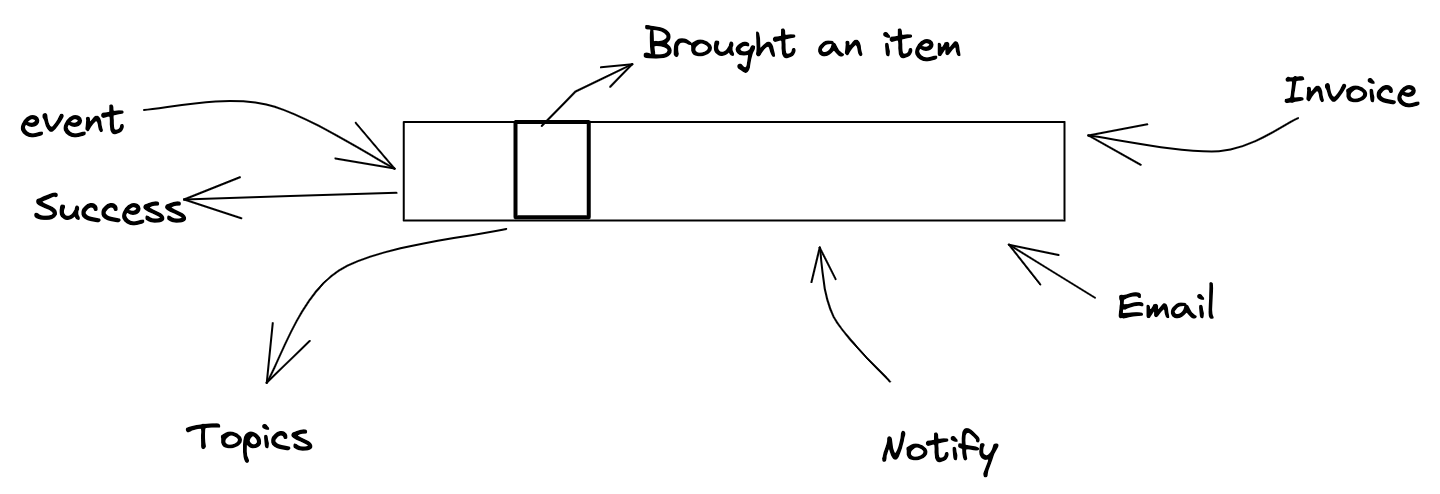 Brought an item
Invoice
event
Success
Email
Topics
Notify